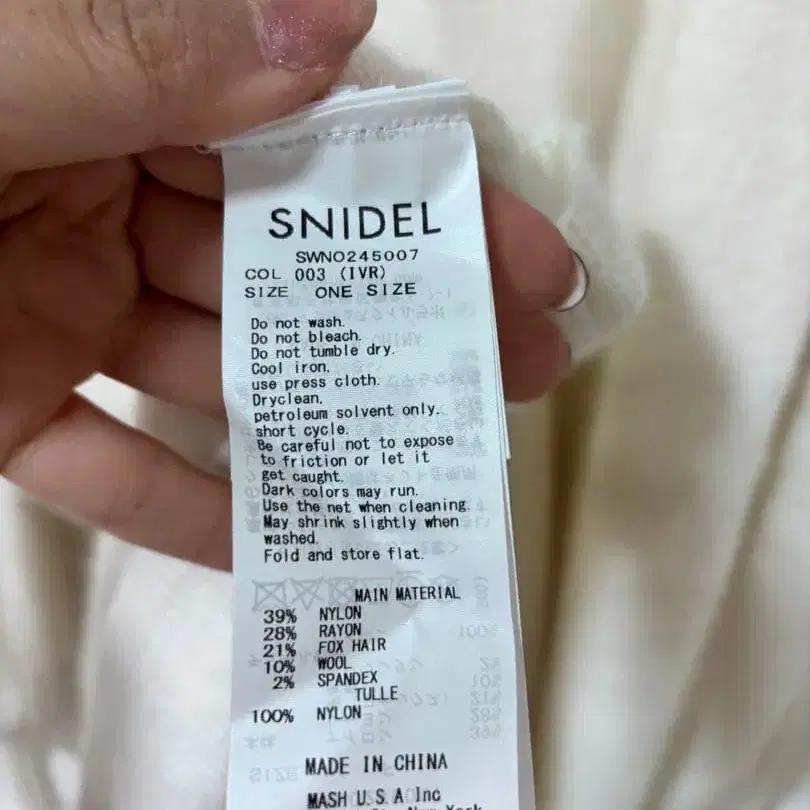 SNIDEL
SWNO245007
COL 003 (IVR)
SIZE ONE SIZE
Do not wash.
Do not bleach.
Do not tumble dry.
Cool iron.
use press cloth.
Dryclean,
petroleum solvent only.
short cycle.
Be careful not to expose
to friction or let it
get caught.
Dark colors may run.
Use the net when cleaning.
May shrink slightly when
washed.
Fold and store flat.
MAIN MATERIAL
39% NYLON
28% RAYON
21% FOX HAIR
10% WOOL
2% SPANDEX
TULLE
100% NYLON
MADE IN CHINA
MASH U.S.A Inc
New York